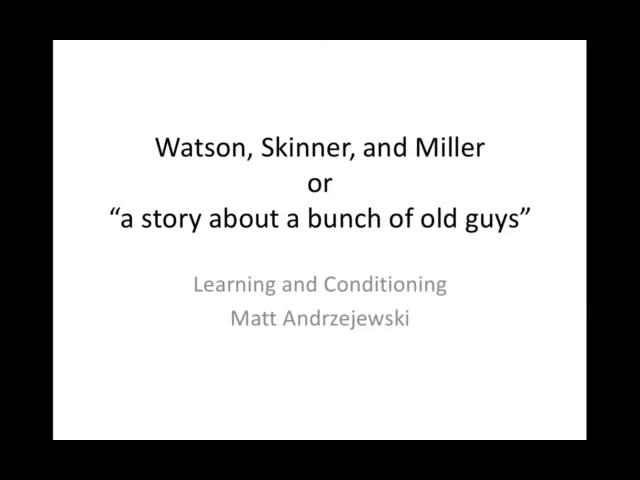 Watson, Skinner, and Miller
or
“a story about a bunch of old guys”
Learning and Conditioning
Matt Andrzejewski